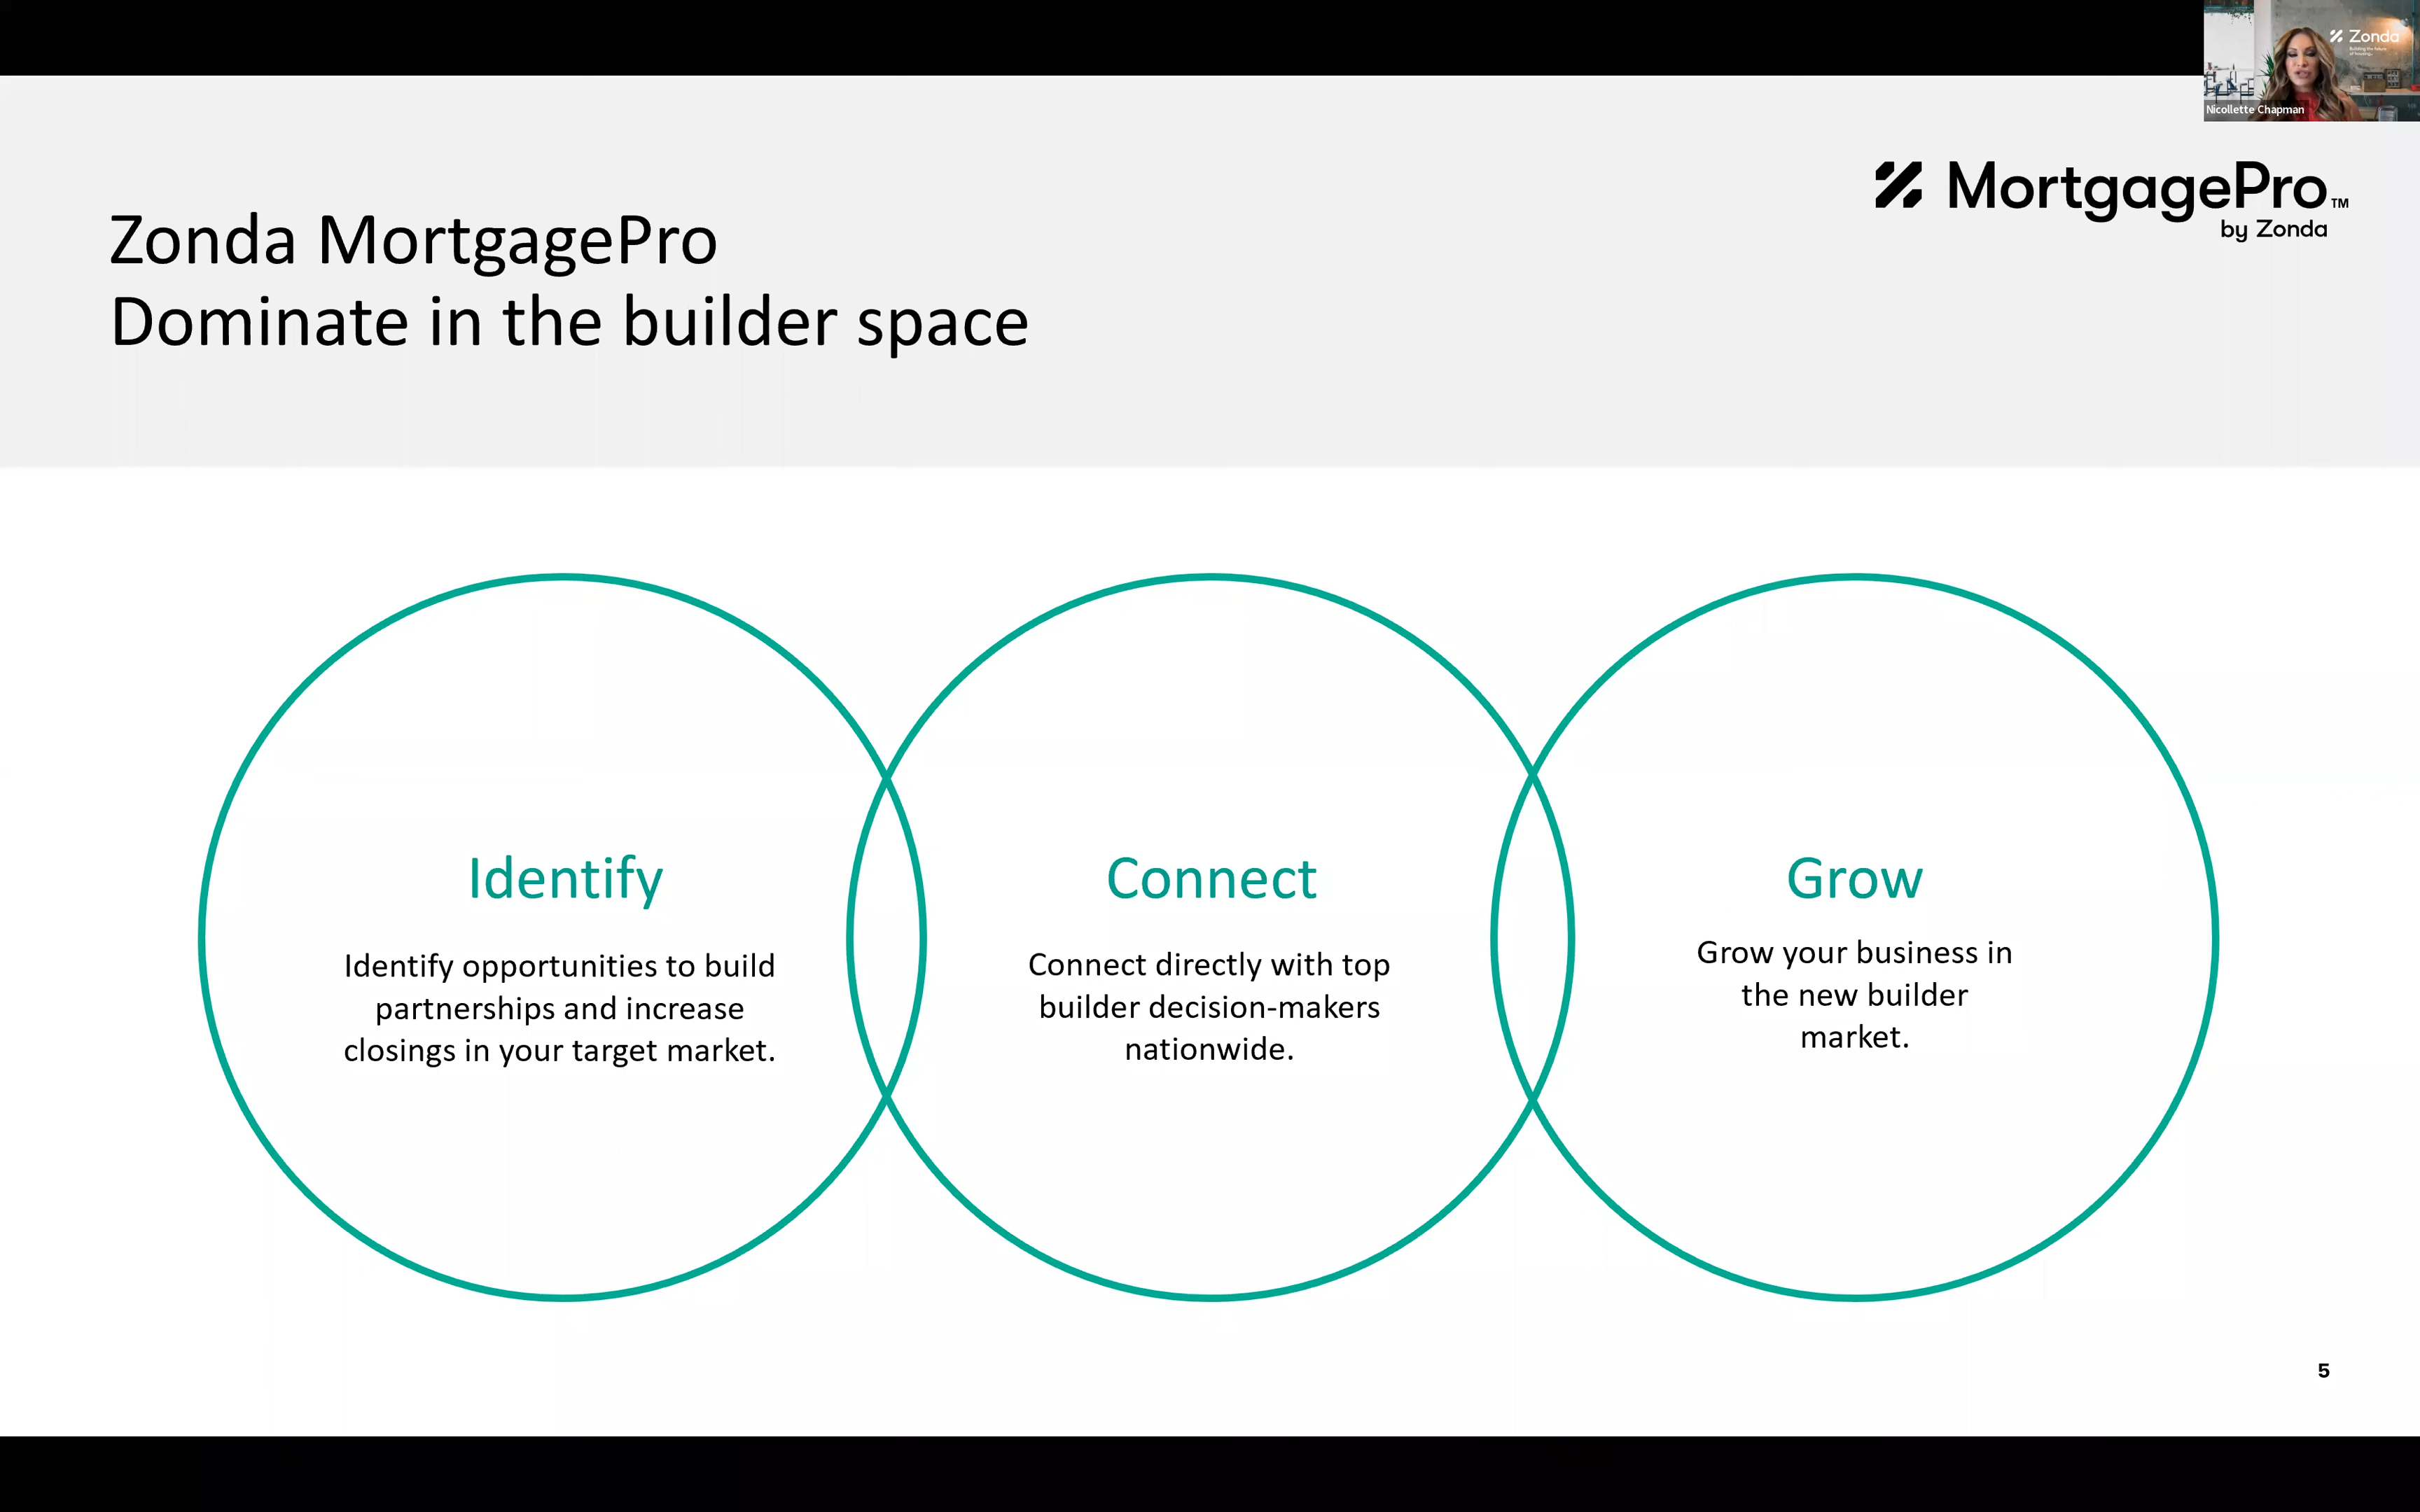 Zonda
Nicollette Chapman
MortgagePro™
by Zonda
Zonda MortgagePro
Dominate in the builder space
Identify
Identify opportunities to build
partnerships and increase
closings in your target market.
Connect
Connect directly with top
builder decision-makers
nationwide.
Grow
Grow your business in
the new builder
market.
5